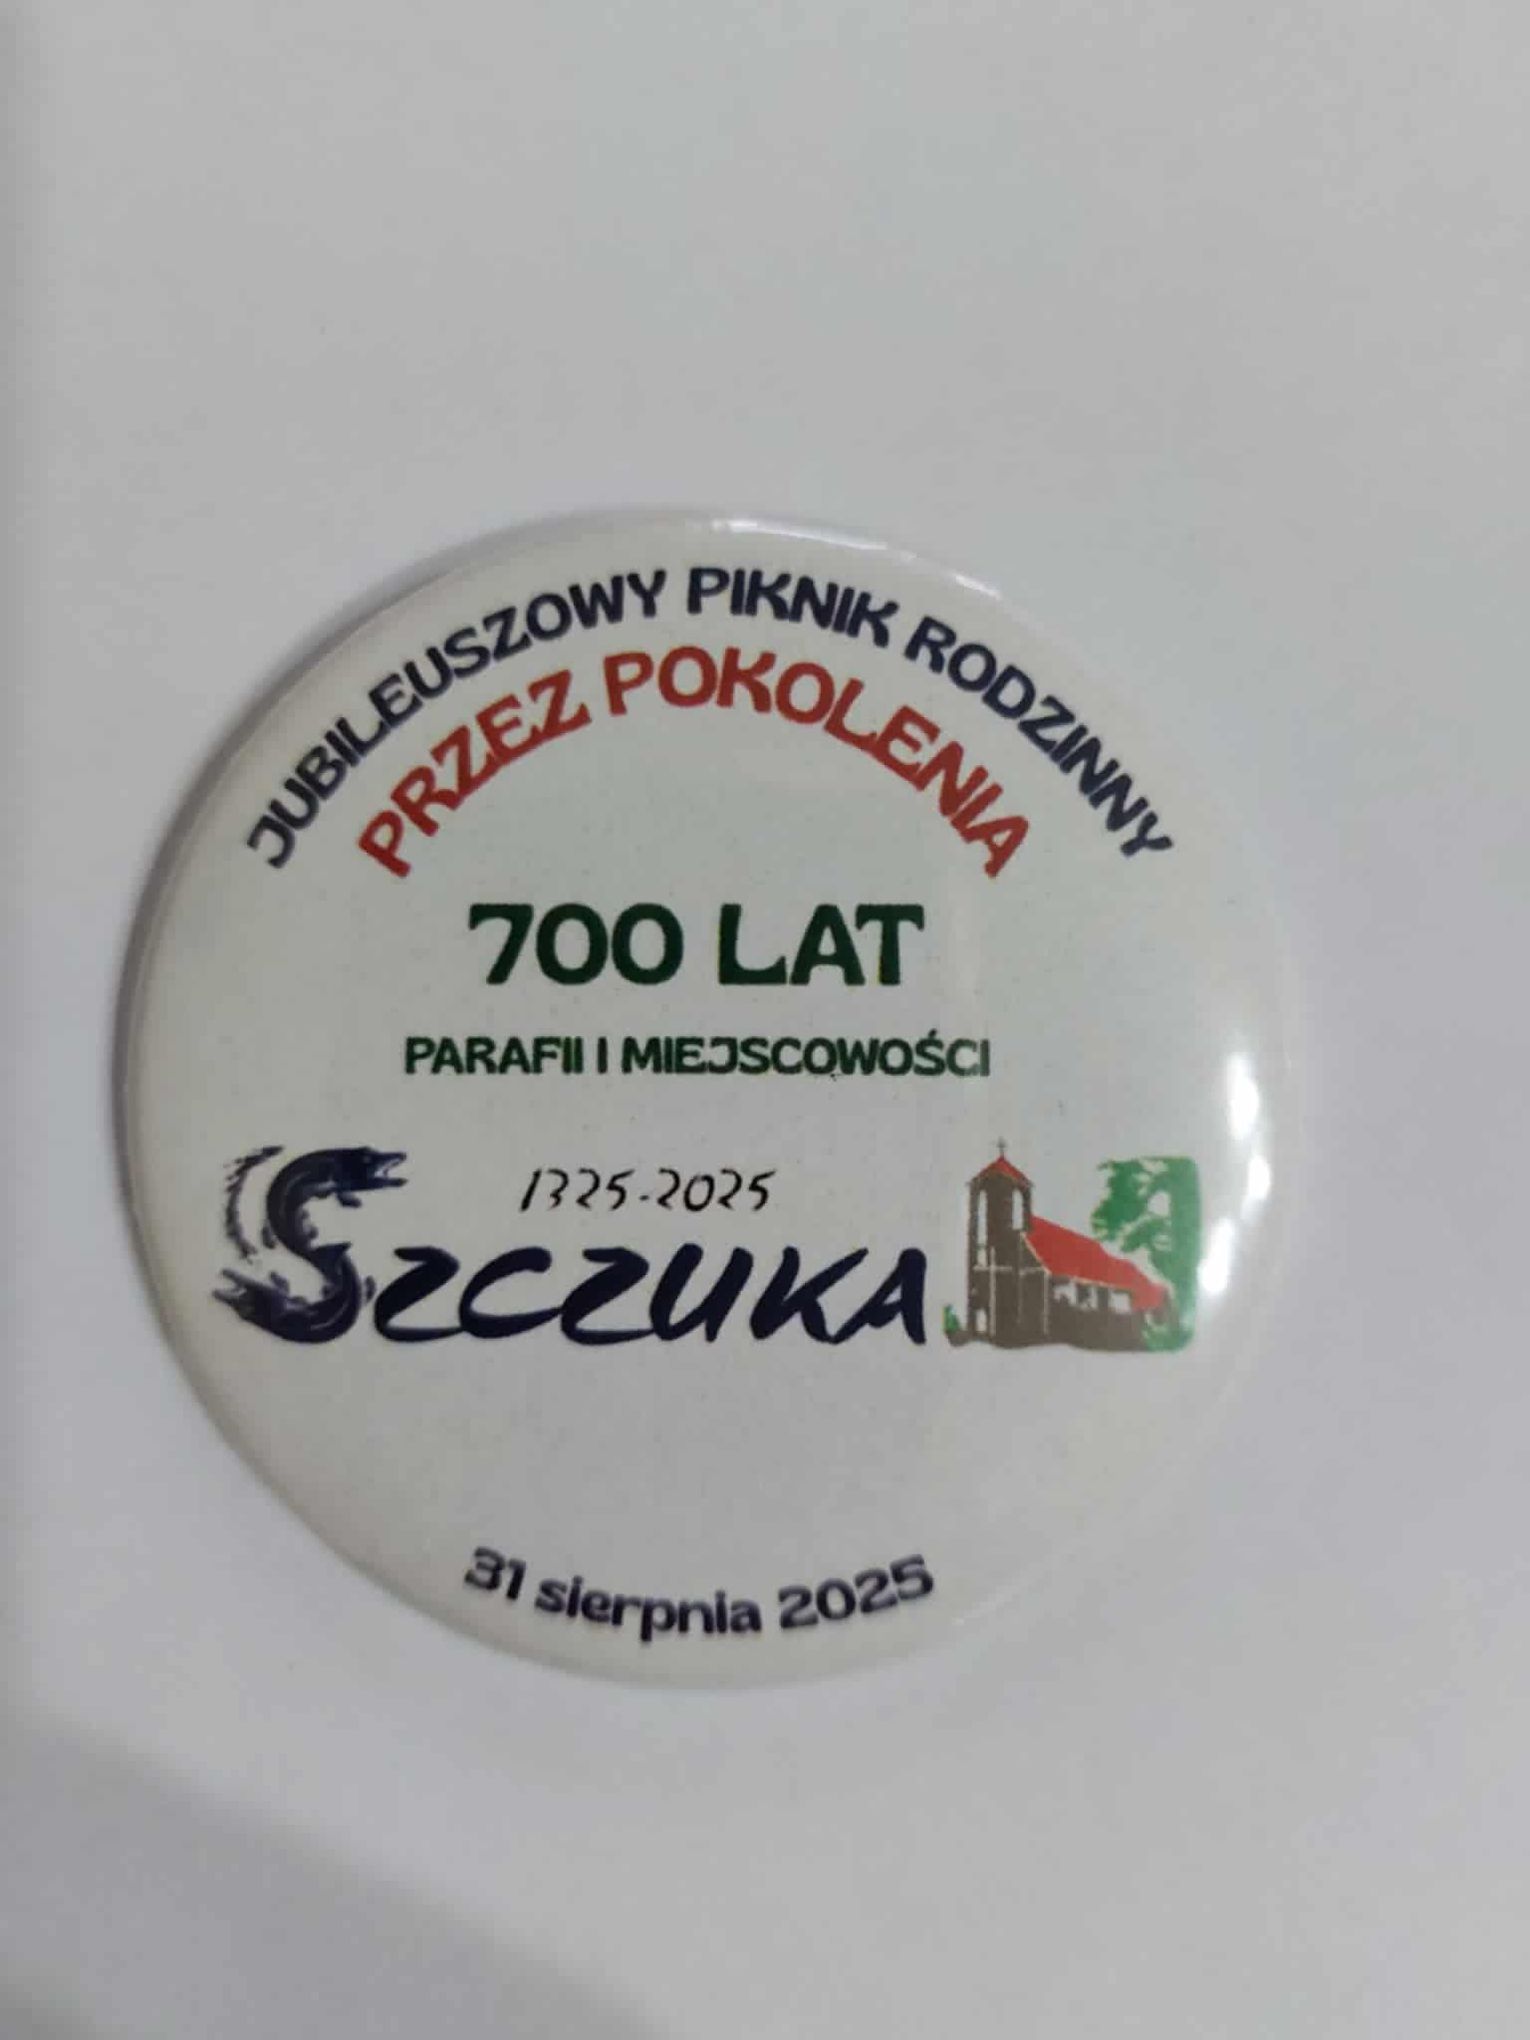 JUBILEUSZOWY PIKNIK RODZINNY
PRZEZ POKOLENIA
700 LAT
PARAFII I MIEJSCOWOŚCI
1325-2025
SZCZUKA
31 sierpnia 2025